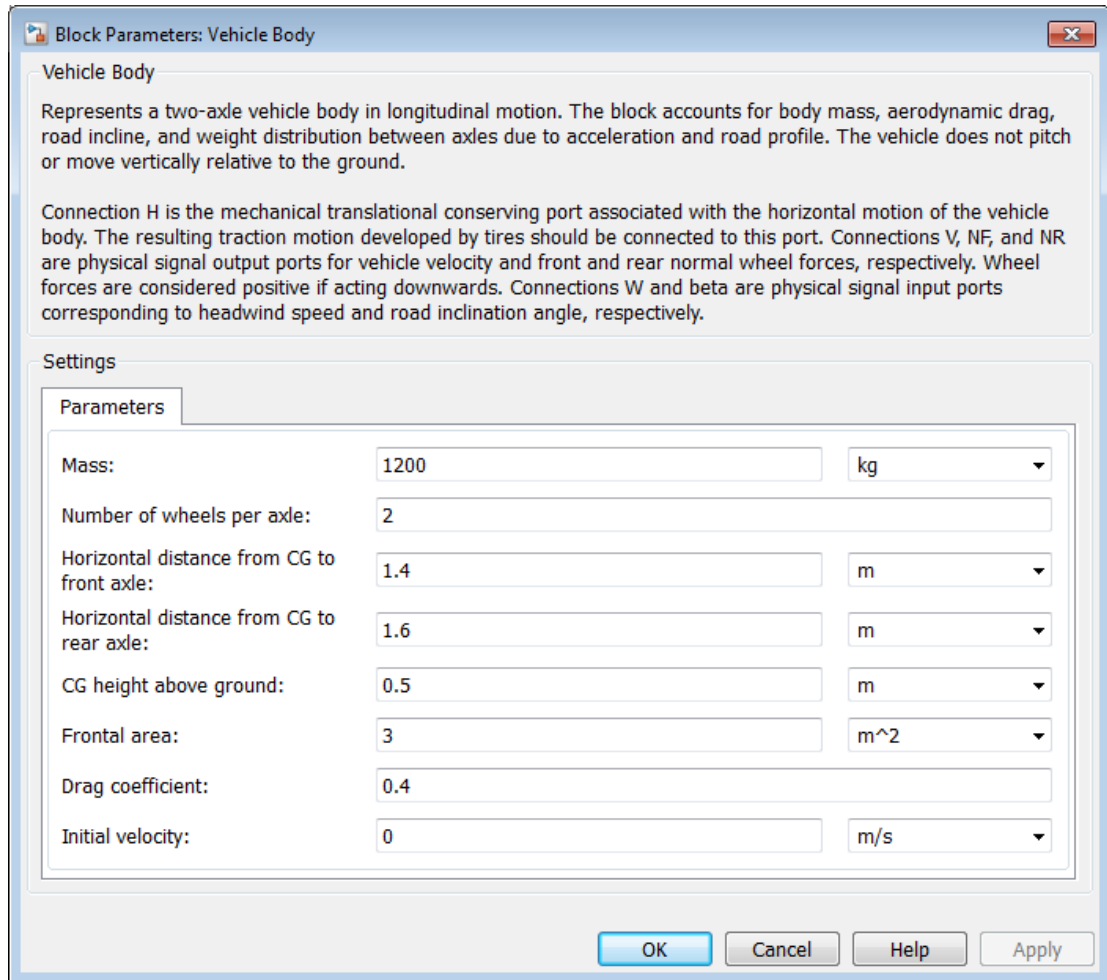 Block Parameters: Vehicle Body
Vehicle Body
Represents a two-axle vehicle body in longitudinal motion. The block accounts for body mass, aerodynamic drag,
road incline, and weight distribution between axles due to acceleration and road profile. The vehicle does not pitch
or move vertically relative to the ground.
Connection H is the mechanical translational conserving port associated with the horizontal motion of the vehicle
body. The resulting traction motion developed by tires should be connected to this port. Connections V, NF, and NR
are physical signal output ports for vehicle velocity and front and rear normal wheel forces, respectively. Wheel
forces are considered positive if acting downwards. Connections W and beta are physical signal input ports
corresponding to headwind speed and road inclination angle, respectively.
Settings
Parameters
Mass: 1200 kg
Number of wheels per axle: 2
Horizontal distance from CG to
front axle: 1.4 m
Horizontal distance from CG to
rear axle: 1.6 m
CG height above ground: 0.5 m
Frontal area: 3 m^2
Drag coefficient: 0.4
Initial velocity: 0 m/s
OK Cancel Help Apply